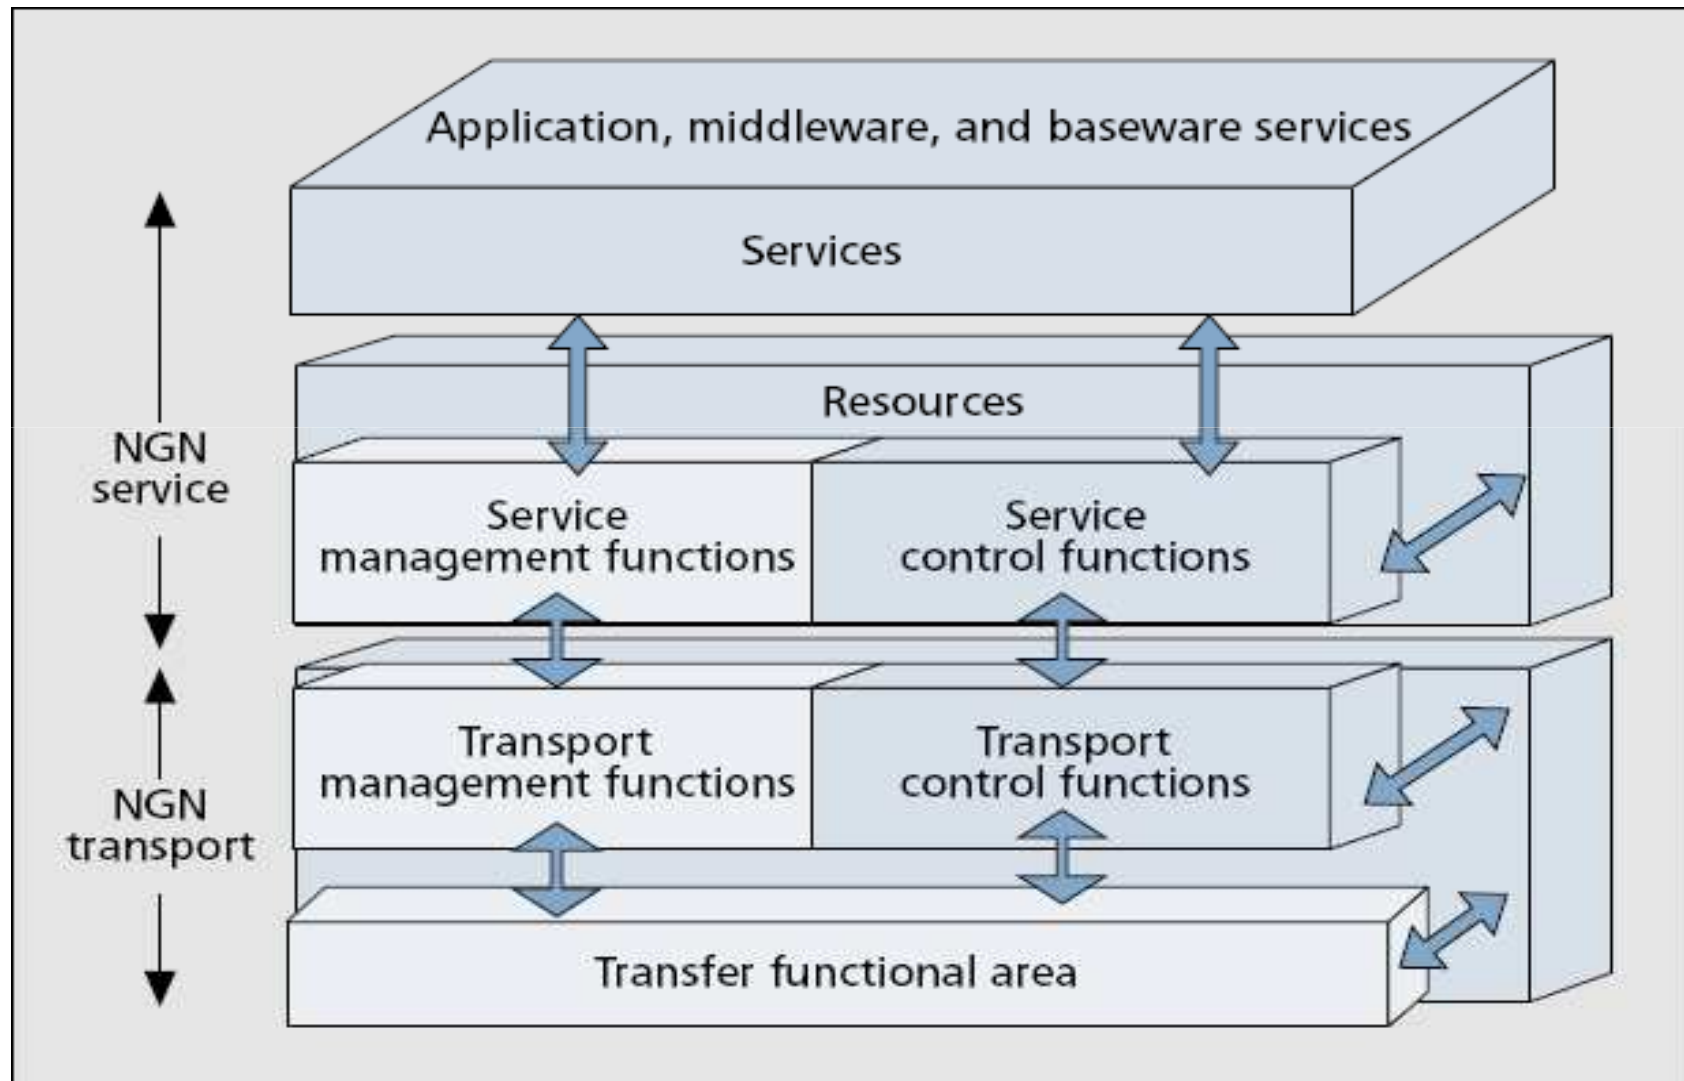 Application, middleware, and baseware services
Services
Resources
NGN
service
Service
management functions
Service
control functions
Transport
management functions
Transport
control functions
NGN
transport
Transfer functional area